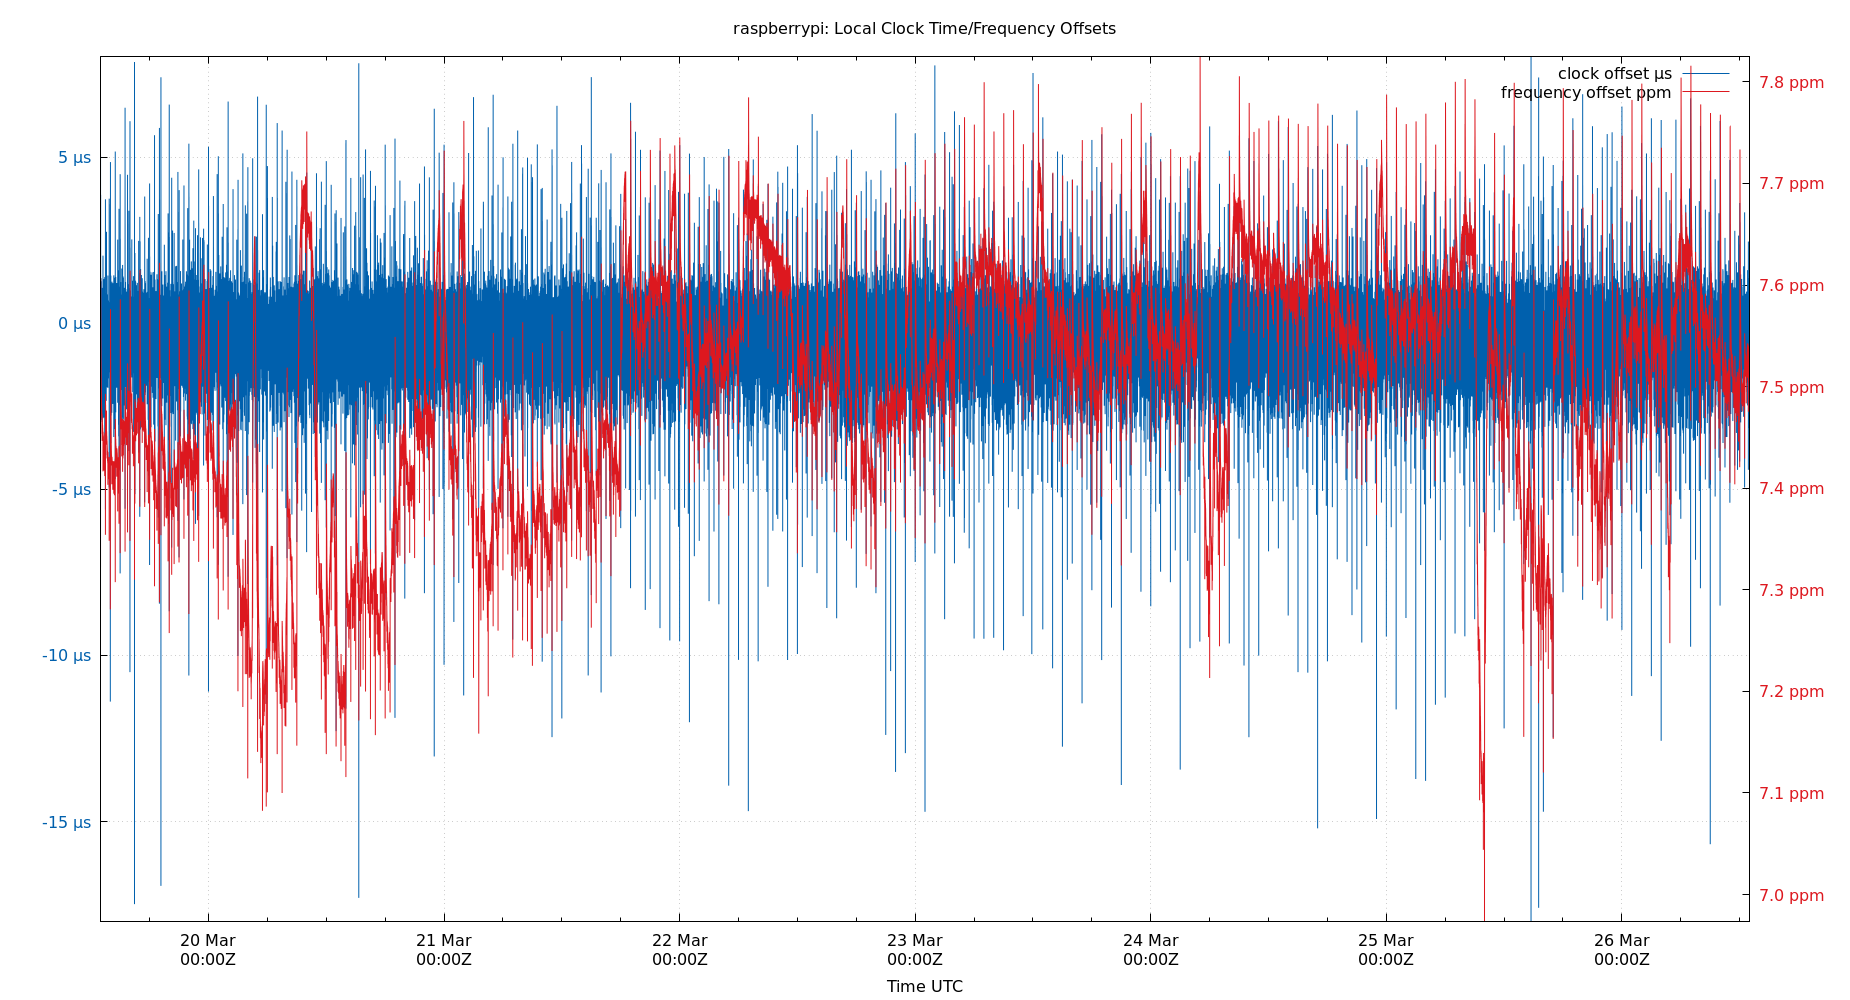 raspberrypi: Local Clock Time/Frequency Offsets
clock offset µs
frequency offset ppm
5 µs
0 µs
-5 µs
-10 µs
-15 µs
7.8 ppm
7.7 ppm
7.6 ppm
7.5 ppm
7.4 ppm
7.3 ppm
7.2 ppm
7.1 ppm
7.0 ppm
20 Mar
00:00Z
21 Mar
00:00Z
22 Mar
00:00Z
23 Mar
00:00Z
24 Mar
00:00Z
25 Mar
00:00Z
26 Mar
00:00Z
Time UTC